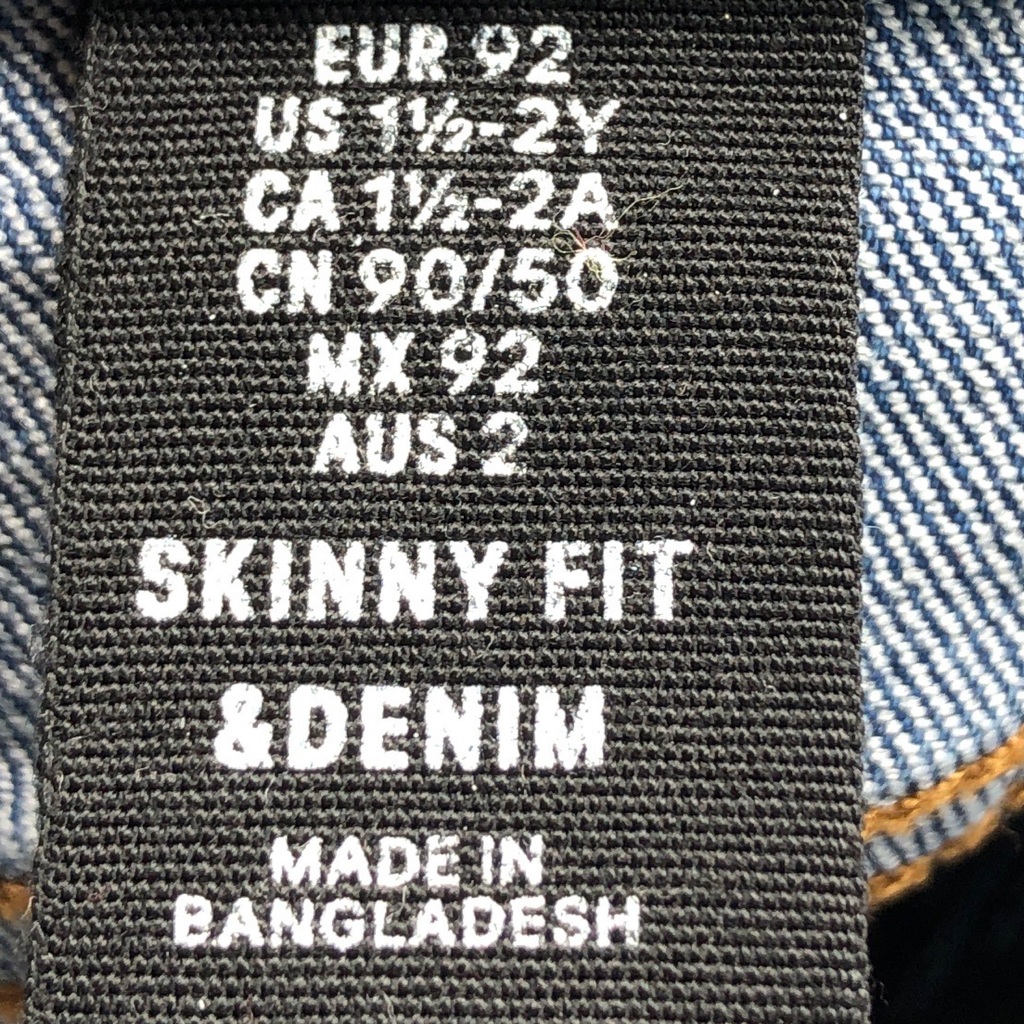 EUR 92
US 1½-2Y
CA 1½-2A
CN 90/50
MX 92
AUS 2
SKINNY FIT
&DENIM
MADE IN
BANGLADESH